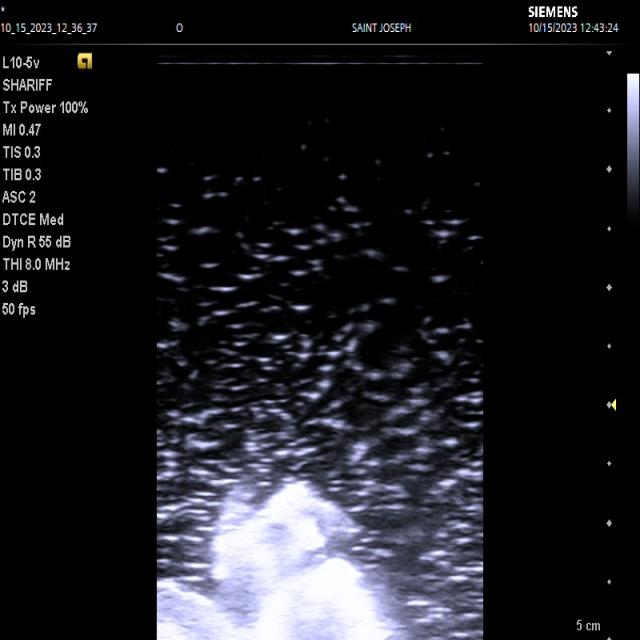 *
SIEMENS
10_15_2023_12_36_37 O SAINT JOSEPH 10/15/2023 12:43:24
L10-5v
SHARIFF
Tx Power 100%
MI 0.47
TIS 0.3
TIB 0.3
ASC 2
DTCE Med
Dyn R 55 dB
THI 8.0 MHz
3 dB
50 fps
5 cm